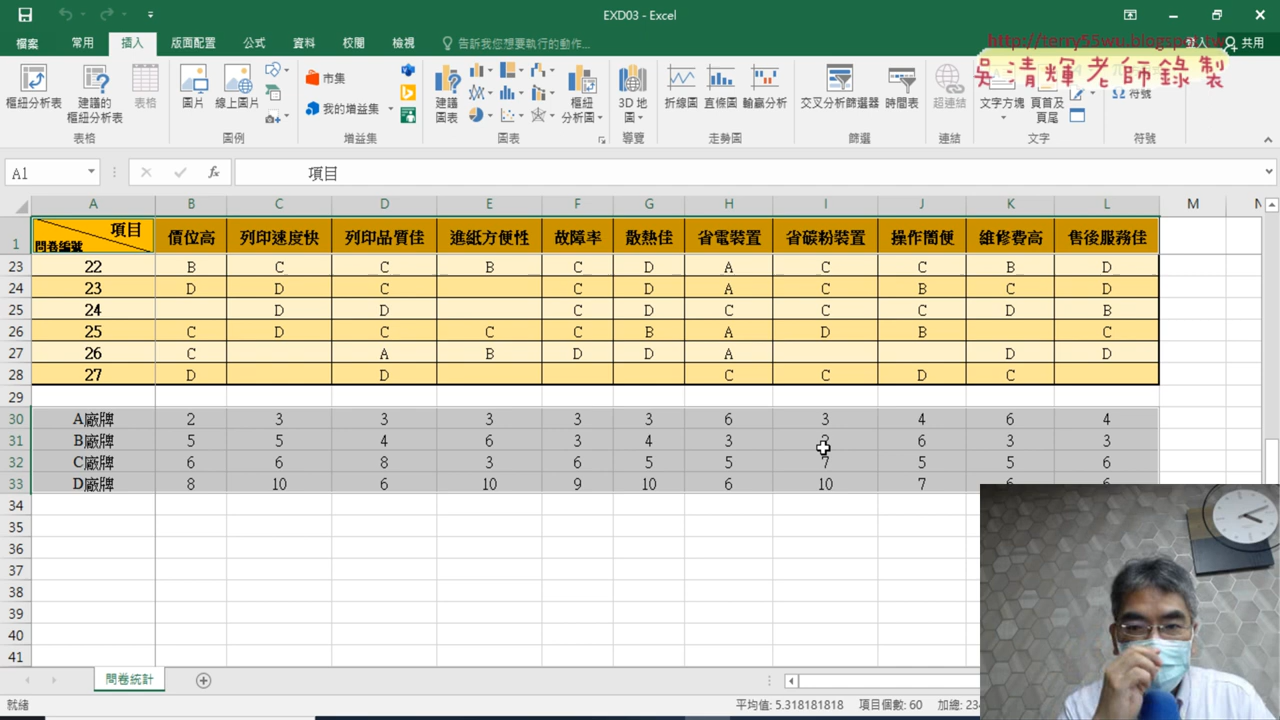 EXD03 - Excel
http://terry55wu.blogspot.tw
登入 共用
檔案 常用 插入 版面配置 公式 資料 校閱 檢視 告訴我您想要執行的動作...
吳清輝老師錄製
樞紐分析表 建議的樞紐分析表 表格 圖片 線上圖片 市集 我的增益集 建議圖表 樞紐分析圖 3D 地圖 折線圖 直條圖 輸贏分析 交叉分析篩選器 時間表 超連結 文字方塊 頁首及頁尾 符號
表格 圖例 增益集 圖表 導覽 走勢圖 篩選 連結 文字 符號
A1 fx 項目
A B C D E F G H I J K L M N
1 項目 問卷編號 價位高 列印速度快 列印品質佳 進紙方便性 故障率 散熱佳 省電裝置 省碳粉裝置 操作簡便 維修費高 售後服務佳
23 22 B C C B C D A C C B D
24 23 D D C C D A C B C D
25 24 D D C D C C C D B
26 25 C D C C C B A D B C
27 26 C A B D D A D D
28 27 D D C C D C
29
30 A廠牌 2 3 3 3 3 3 6 3 4 6 4
31 B廠牌 5 5 4 6 3 4 3 6 3 3
32 C廠牌 6 6 8 3 6 5 5 7 5 5 6
33 D廠牌 8 10 6 10 9 10 6 10 7
34
35
36
37
38
39
40
41
問卷統計
就緒 平均值: 5.318181818 項目個數: 60 加總: 234